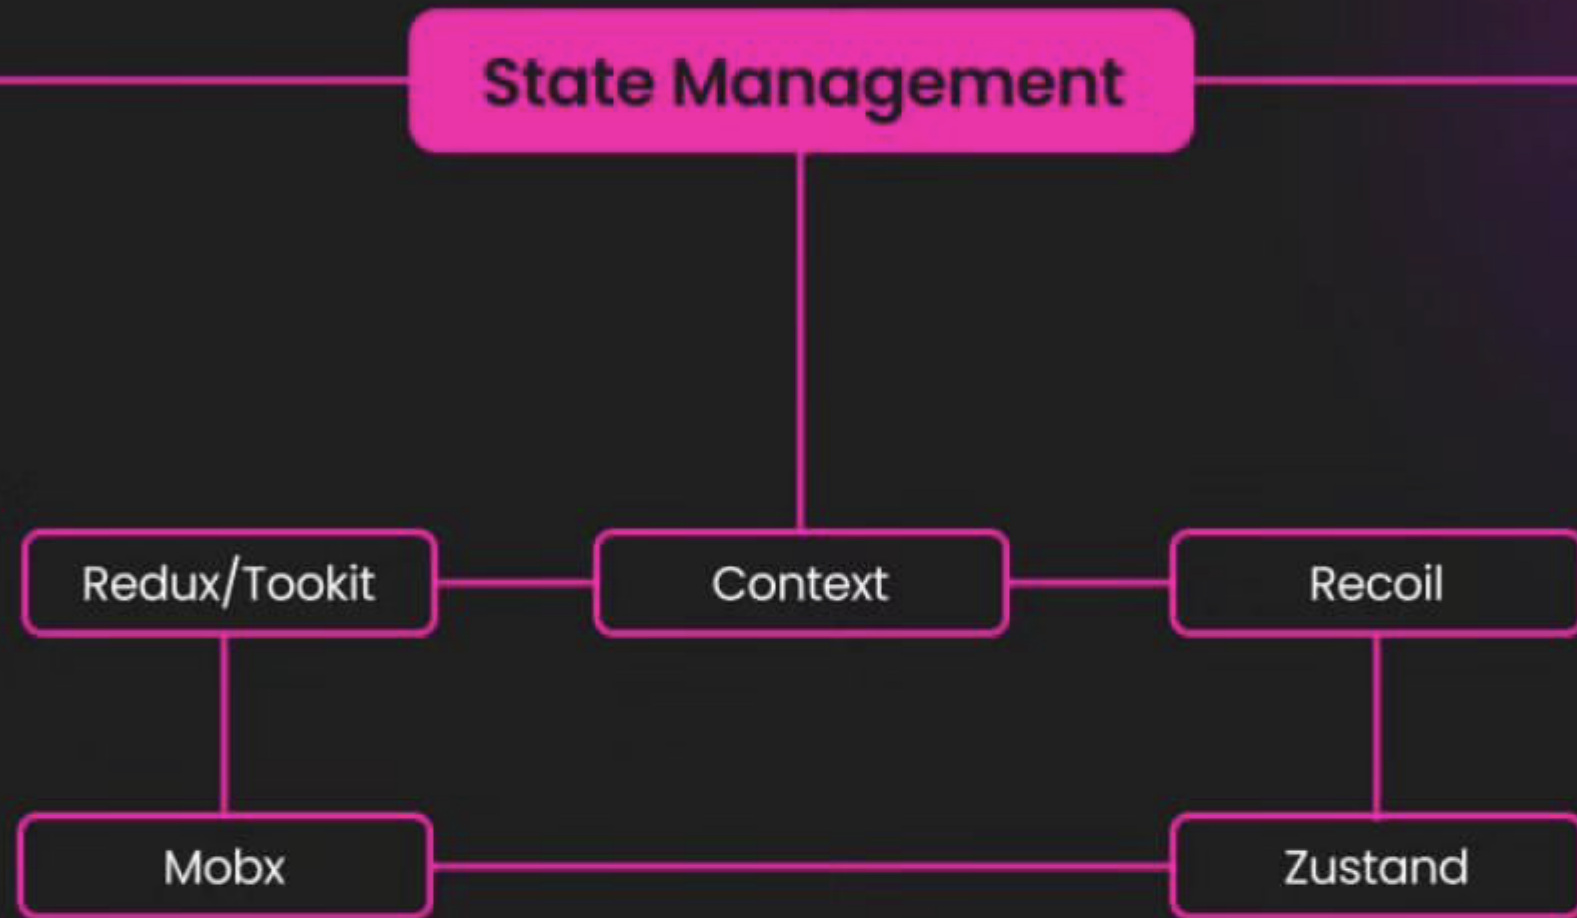 State Management
Redux/Tookit
Context
Recoil
Mobx
Zustand